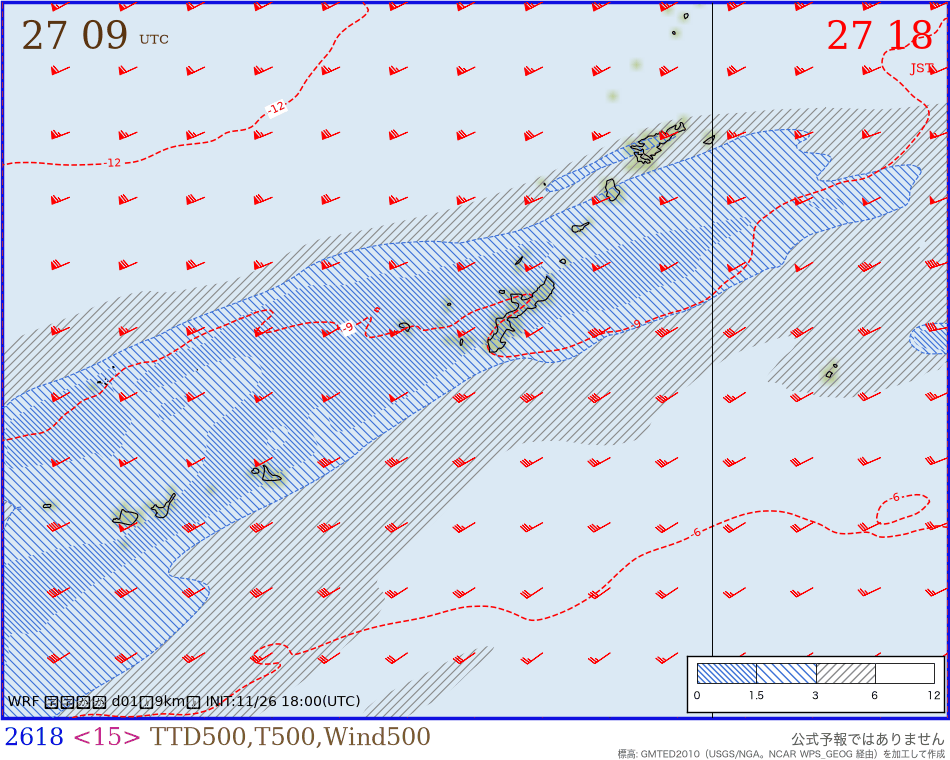 27 09 UTC
27 18
JST
-12
-12
-9
-9
-6
-6
WRF d01 9km INIT:11/26 18:00(UTC)
0 1.5 3 6 12
2618 <15> TTD500,T500,Wind500
公式予報ではありません
標高: GMTED2010（USGS/NGA。NCAR WPS_GEOG 経由）を加工して作成